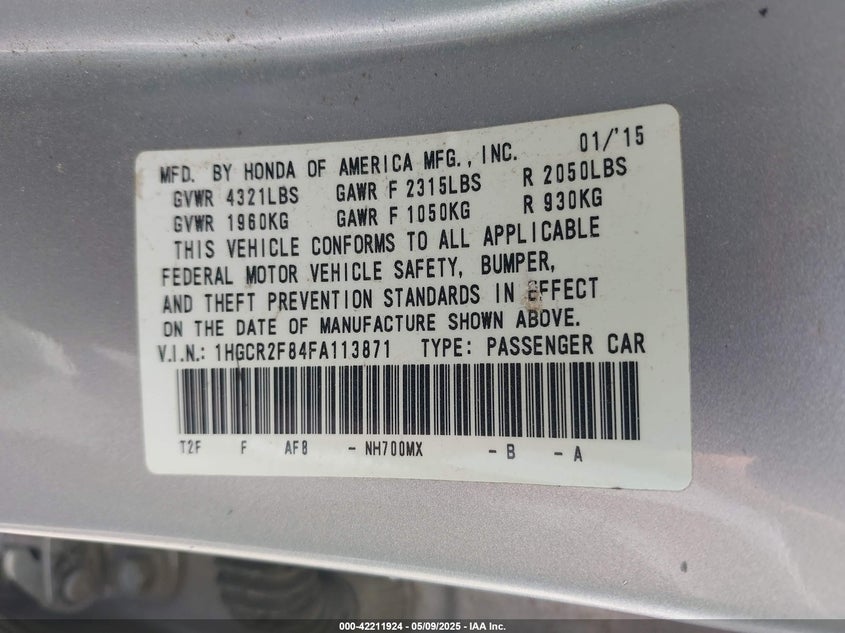 MFD. BY HONDA OF AMERICA MFG., INC. 01/'15
GVWR 4321LBS GAWR F 2315LBS R 2050LBS
GVWR 1960KG GAWR F 1050KG R 930KG
THIS VEHICLE CONFORMS TO ALL APPLICABLE
FEDERAL MOTOR VEHICLE SAFETY, BUMPER,
AND THEFT PREVENTION STANDARDS IN EFFECT
ON THE DATE OF MANUFACTURE SHOWN ABOVE.
V.I.N.: 1HGCR2F84FA113871 TYPE: PASSENGER CAR
T2F F AF8 - NH700MX - B - A
000-42211924 | 05/09/2025 - IAA Inc.